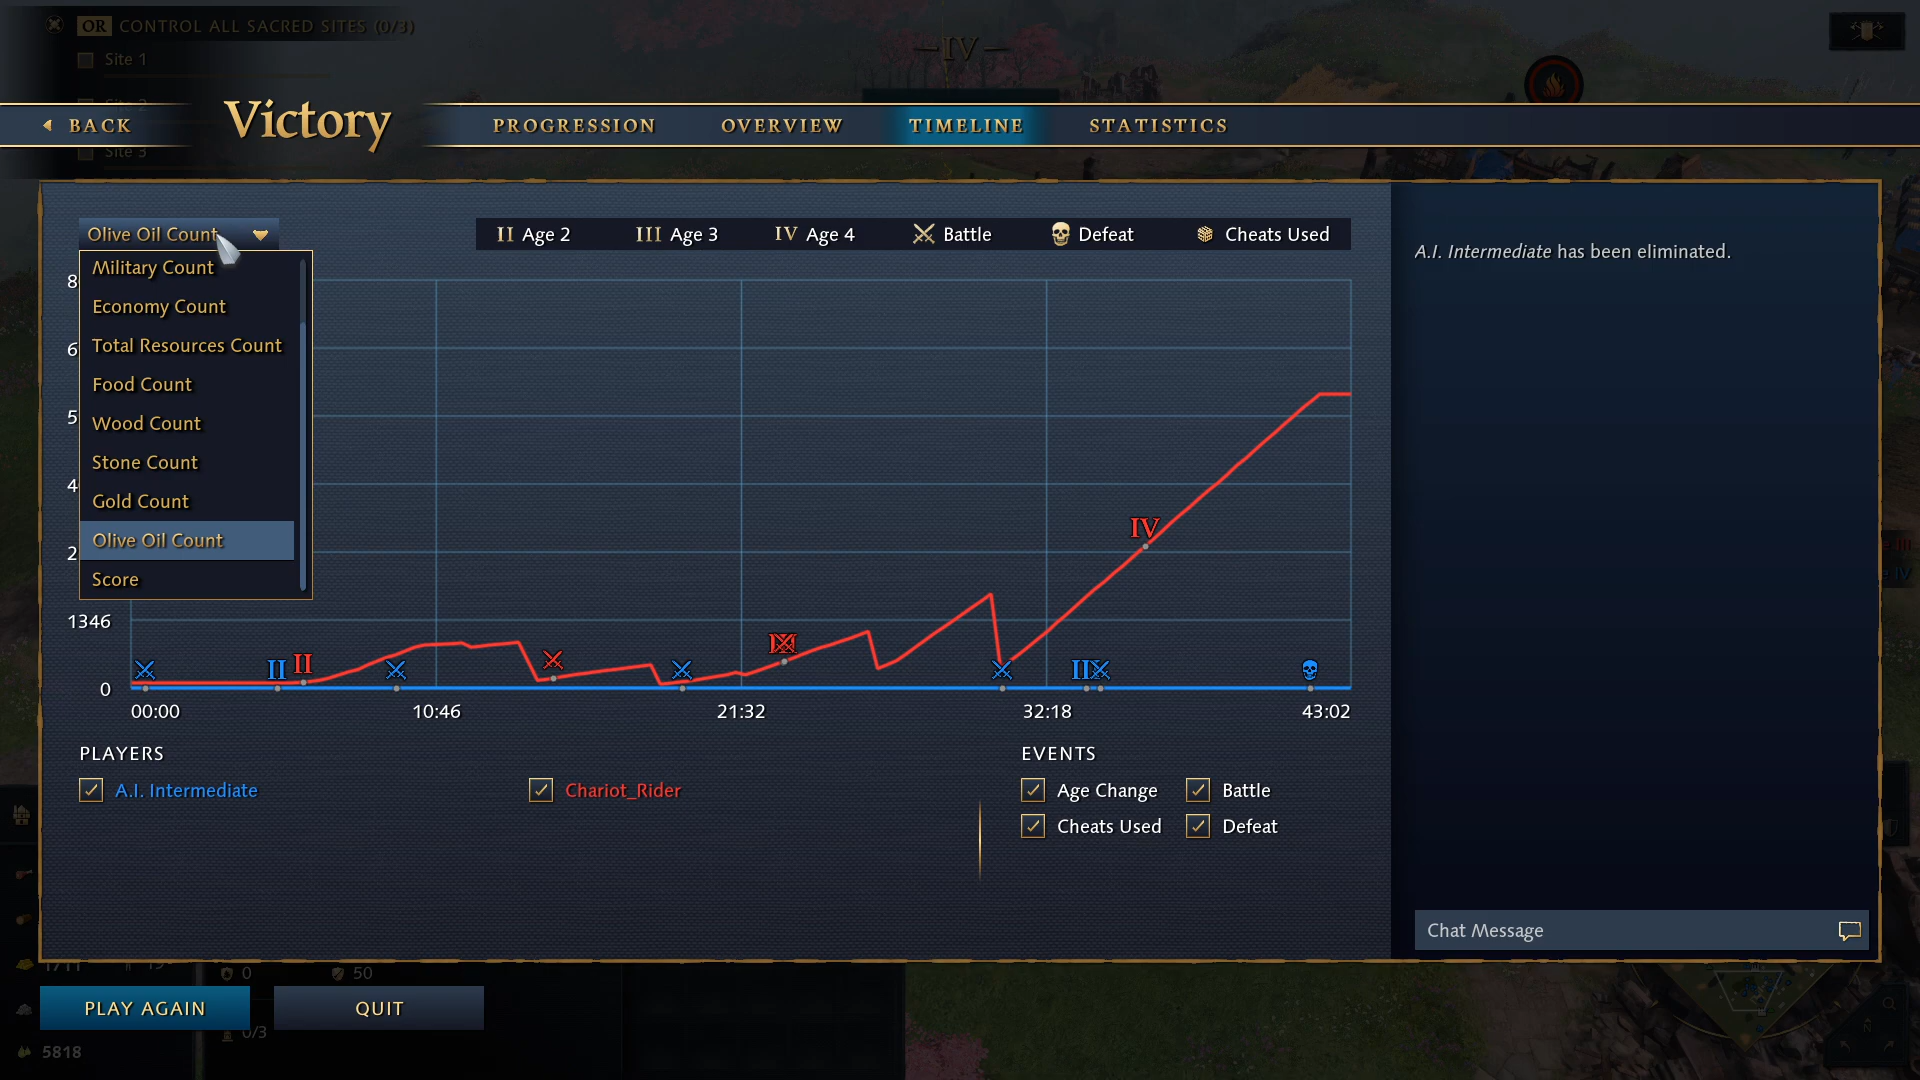 OR CONTROL ALL SACRED SITES (0/3)
Site 1
IV
BACK
Victory
PROGRESSION
OVERVIEW
TIMELINE
STATISTICS
Site 3
Olive Oil Count
II Age 2
III Age 3
IV Age 4
Battle
Defeat
Cheats Used
A.I. Intermediate has been eliminated.
Military Count
Economy Count
Total Resources Count
Food Count
Wood Count
Stone Count
Gold Count
Olive Oil Count
Score
8
6
5
4
2
1346
0
IV
II
II
00:00
10:46
21:32
32:18
43:02
PLAYERS
A.I. Intermediate
Chariot_Rider
EVENTS
Age Change
Battle
Cheats Used
Defeat
Chat Message
0
50
PLAY AGAIN
QUIT
0/3
5818